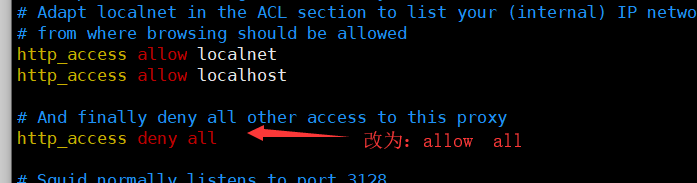 # Adapt localnet in the ACL section to list your (internal) IP netwo
# from where browsing should be allowed
http_access allow localnet
http_access allow localhost
# And finally deny all other access to this proxy
http_access deny all
改为：allow all
# Squid normally listens to port 3128